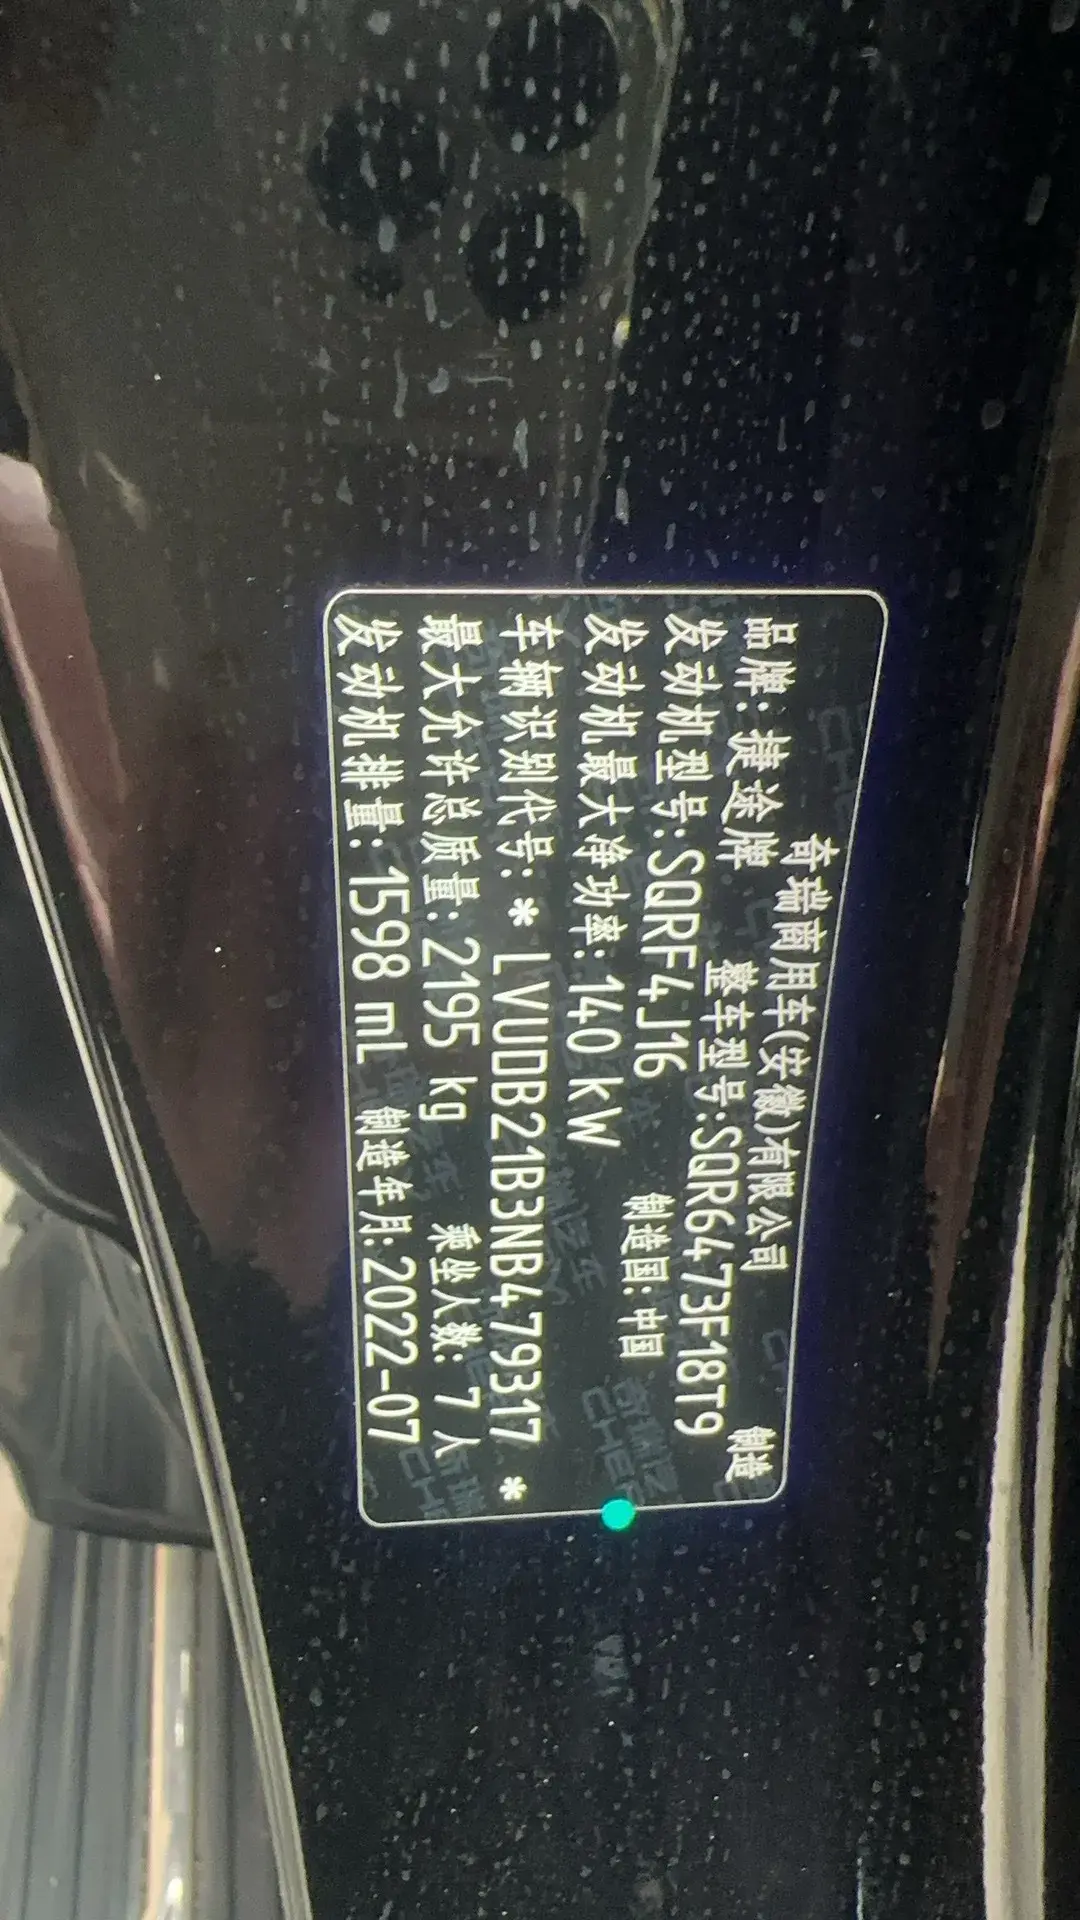 奇瑞商用车(安徽)有限公司 制造
品牌:捷途牌 整车型号:SQR6473F18T9
发动机型号:SQRF4J16 制造国:中国
发动机最大净功率:140 kW
车辆识别代号:* LVUDB21B3NB479317 *
最大允许总质量:2195 kg 乘坐人数:7人
发动机排量:1598 mL 制造年月:2022-07